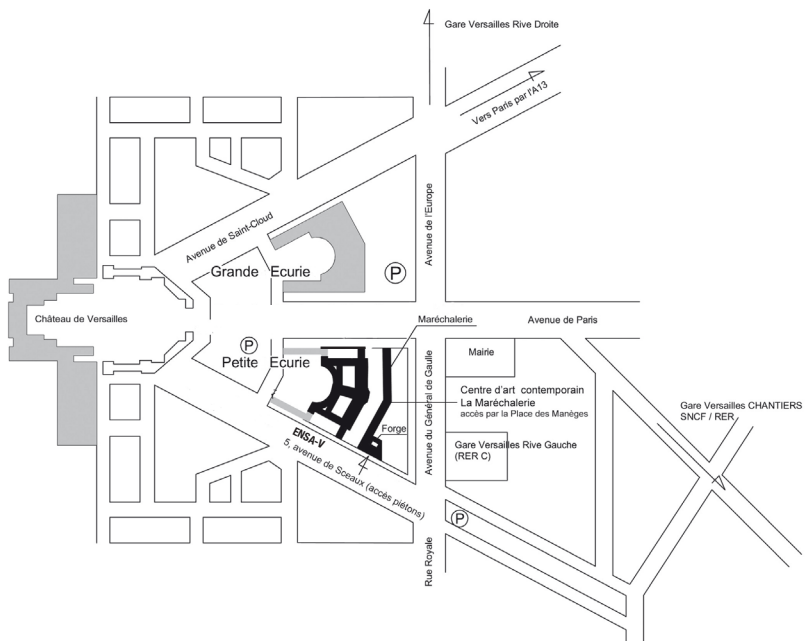 Gare Versailles Rive Droite
Vers Paris par l'A13
Avenue de l'Europe
Avenue de Saint-Cloud
Grande Ecurie
P
Château de Versailles
Maréchalerie
Avenue de Paris
P
Petite Ecurie
Mairie
Avenue du Général de Gaulle
Centre d'art contemporain
La Maréchalerie
accès par la Place des Manèges
Gare Versailles CHANTIERS
SNCF / RER
Forge
ENSA-V
5, avenue de Sceaux (accès piétons)
Gare Versailles Rive Gauche
(RER C)
P
Rue Royale